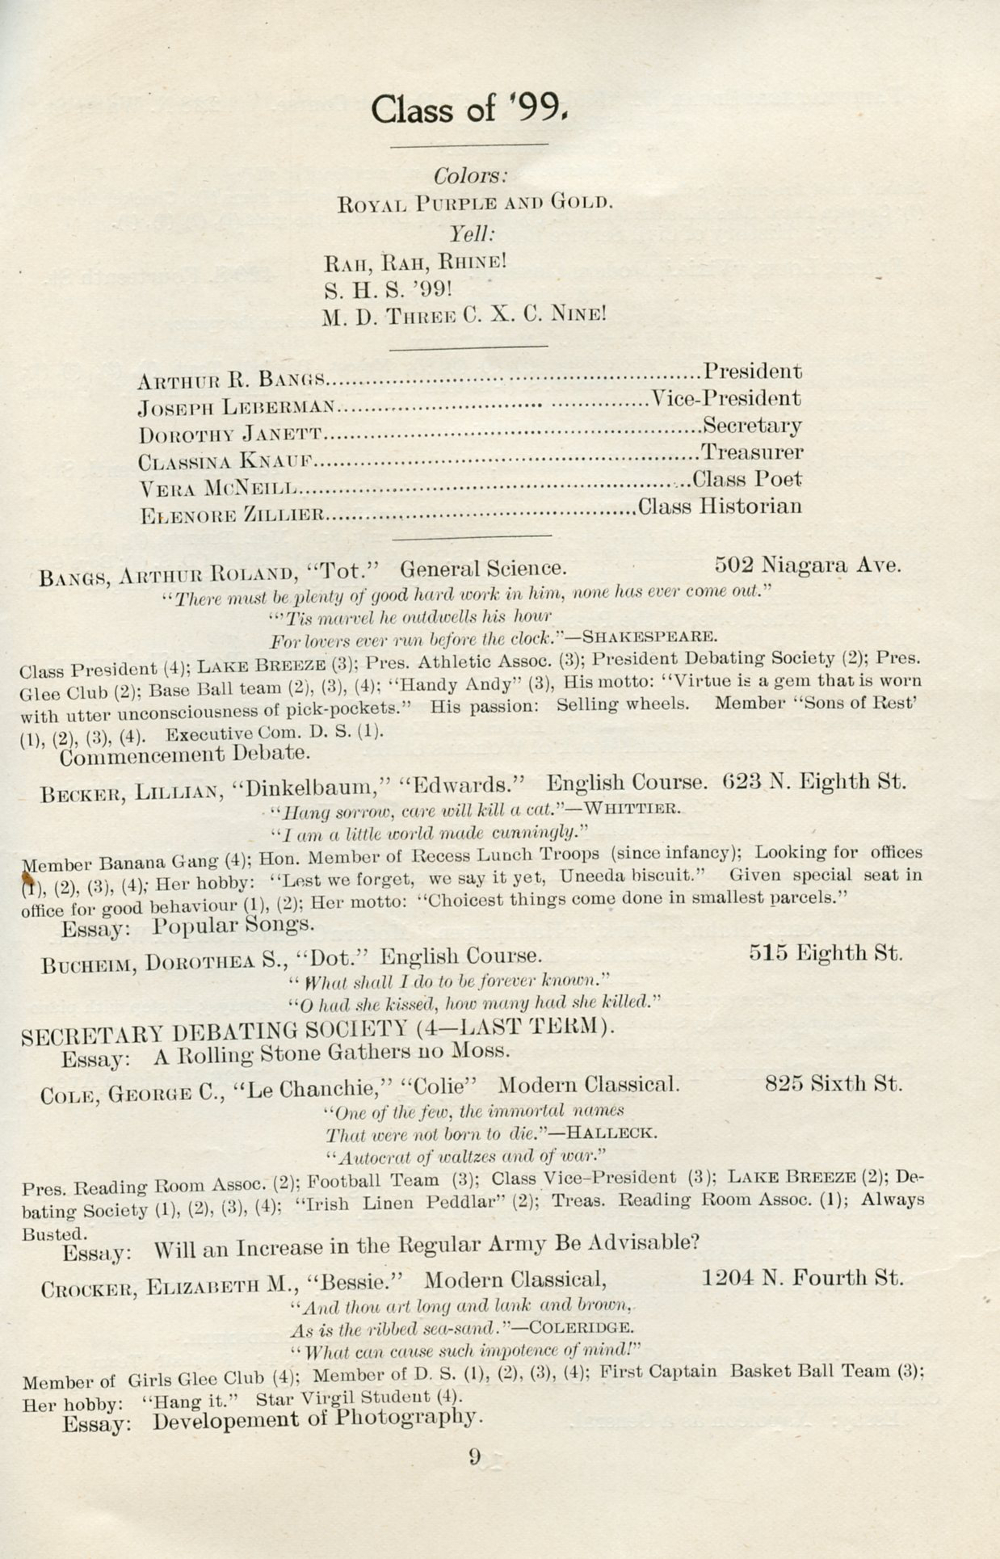 Class of '99.
Colors:
ROYAL PURPLE AND GOLD.
Yell:
RAH, RAH, RHINE!
S. H. S. '99!
M. D. THREE C. X. C. NINE!
ARTHUR R. BANGS..........President
JOSEPH LEBERMAN..........Vice-President
DOROTHY JANETT..........Secretary
CLASSINA KNAUF..........Treasurer
VERA MCNEILL..........Class Poet
ELENORE ZILLIER..........Class Historian
BANGS, ARTHUR ROLAND, "Tot." General Science. 502 Niagara Ave.
"There must be plenty of good hard work in him, none has ever come out."
"'Tis marvel he outdwells his hour
For lovers ever run before the clock."—SHAKESPEARE.
Class President (4); LAKE BREEZE (3); Pres. Athletic Assoc. (3); President Debating Society (2); Pres.
Glee Club (2); Base Ball team (2), (3), (4); "Handy Andy" (3), His motto: "Virtue is a gem that is worn
with utter unconsciousness of pick-pockets." His passion: Selling wheels. Member "Sons of Rest'
(1), (2), (3), (4). Executive Com. D. S. (1).
Commencement Debate.
BECKER, LILLIAN, "Dinkelbaum," "Edwards." English Course. 623 N. Eighth St.
"Hang sorrow, care will kill a cat."—WHITTIER.
"I am a little world made cunningly."
Member Banana Gang (4); Hon. Member of Recess Lunch Troops (since infancy); Looking for offices
(1), (2), (3), (4); Her hobby: "Lest we forget, we say it yet, Uneeda biscuit." Given special seat in
office for good behaviour (1), (2); Her motto: "Choicest things come done in smallest parcels."
Essay: Popular Songs.
BUCHEIM, DOROTHEA S., "Dot." English Course. 515 Eighth St.
"What shall I do to be forever known."
"O had she kissed, how many had she killed."
SECRETARY DEBATING SOCIETY (4—LAST TERM).
Essay: A Rolling Stone Gathers no Moss.
COLE, GEORGE C., "Le Chanchie," "Colie" Modern Classical. 825 Sixth St.
"One of the few, the immortal names
That were not born to die."—HALLECK.
"Autocrat of waltzes and of war."
Pres. Reading Room Assoc. (2); Football Team (3); Class Vice-President (3); LAKE BREEZE (2); De-
bating Society (1), (2), (3), (4); "Irish Linen Peddlar" (2); Treas. Reading Room Assoc. (1); Always
Busted.
Essay: Will an Increase in the Regular Army Be Advisable?
CROCKER, ELIZABETH M., "Bessie." Modern Classical, 1204 N. Fourth St.
"And thou art long and lank and brown,
As is the ribbed sea-sand."—COLERIDGE.
"What can cause such impotence of mind!"
Member of Girls Glee Club (4); Member of D. S. (1), (2), (3), (4); First Captain Basket Ball Team (3);
Her hobby: "Hang it." Star Virgil Student (4).
Essay: Developement of Photography.
9